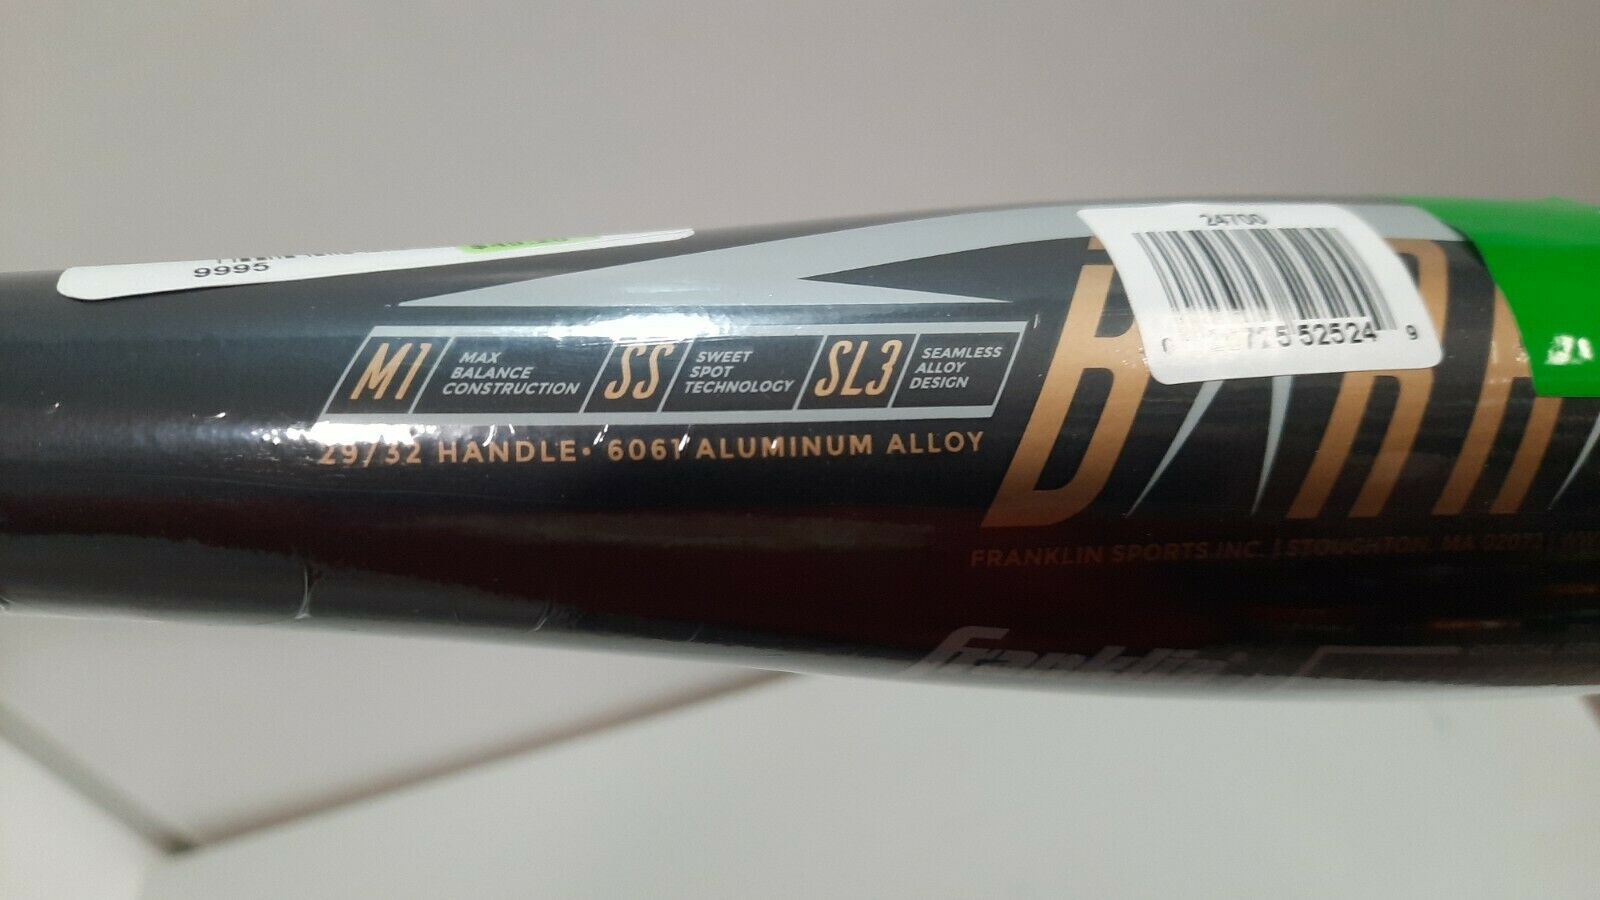 9995
24700
52524 9
M1 MAX BALANCE CONSTRUCTION
SS SWEET SPOT TECHNOLOGY
SL3 SEAMLESS ALLOY DESIGN
29/32 HANDLE • 6061 ALUMINUM ALLOY
FRANKLIN SPORTS INC. | STOUGHTON, MA 02072 |
Franklin